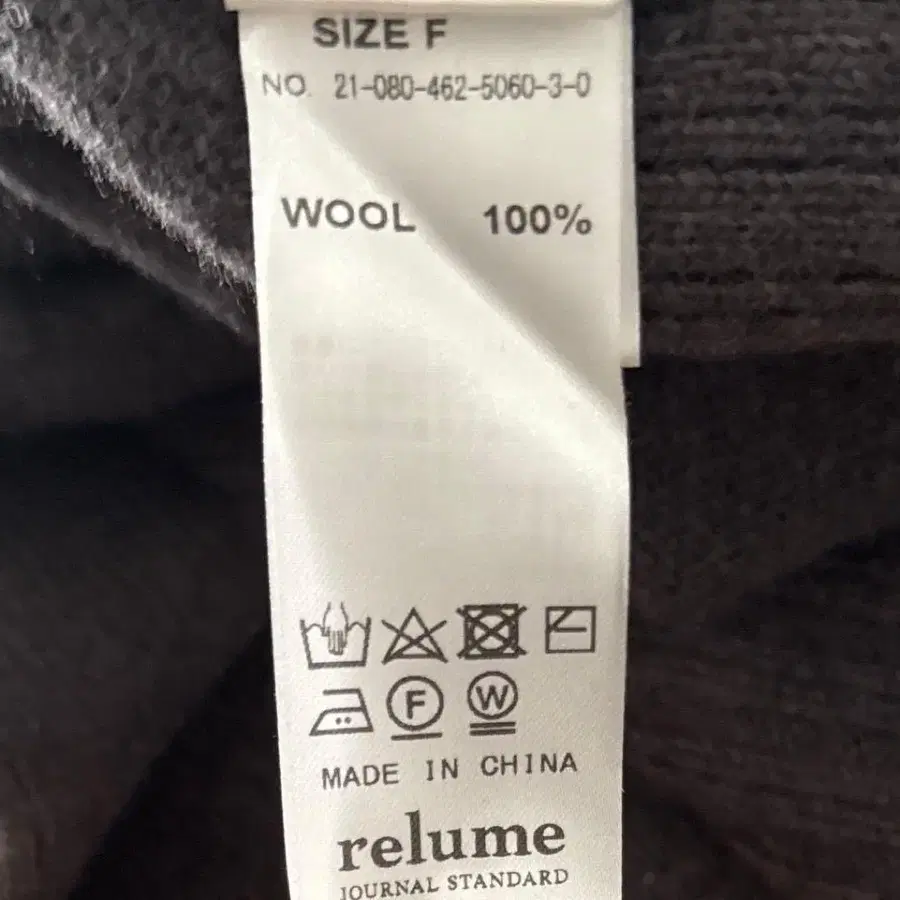 SIZE F
NO. 21-080-462-5060-3-0
WOOL 100%
F W
MADE IN CHINA
relume
JOURNAL STANDARD